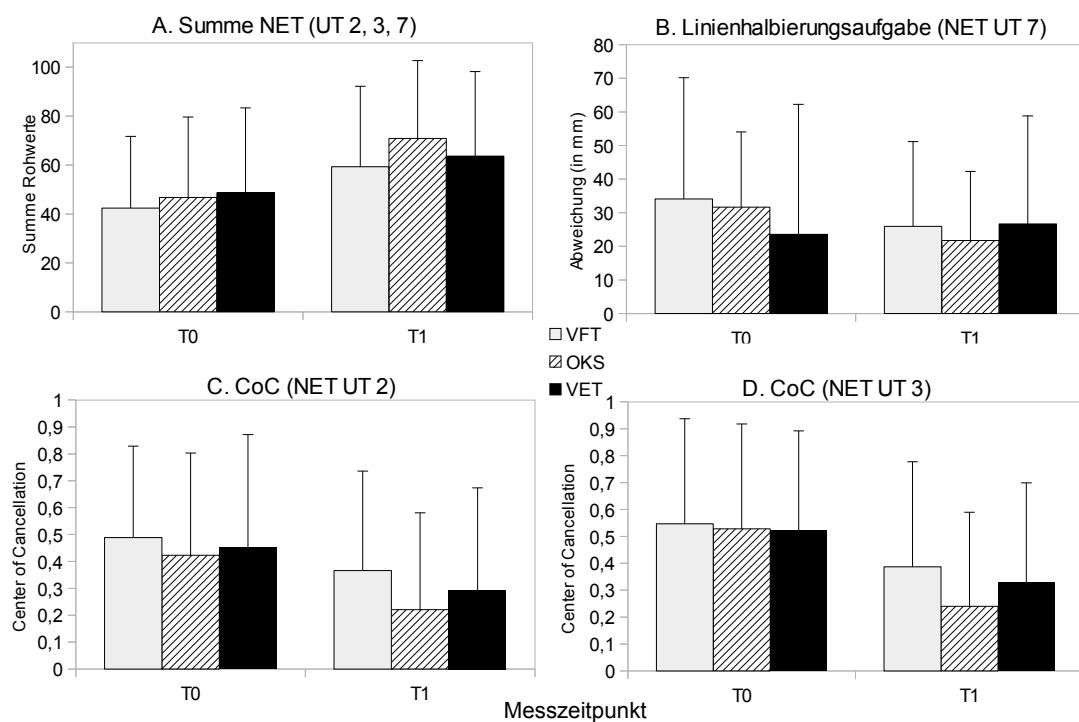 A. Summe NET (UT 2, 3, 7)
Summe Rohwerte
100
80
60
40
20
0
T0
T1
B. Linienhalbierungsaufgabe (NET UT 7)
Abweichung (in mm)
80
70
60
50
40
30
20
10
0
T0
T1
VFT
OKS
VET
C. CoC (NET UT 2)
Center of Cancellation
1
0,9
0,8
0,7
0,6
0,5
0,4
0,3
0,2
0,1
0
T0
T1
D. CoC (NET UT 3)
Center of Cancellation
1
0,9
0,8
0,7
0,6
0,5
0,4
0,3
0,2
0,1
0
T0
T1
Messzeitpunkt